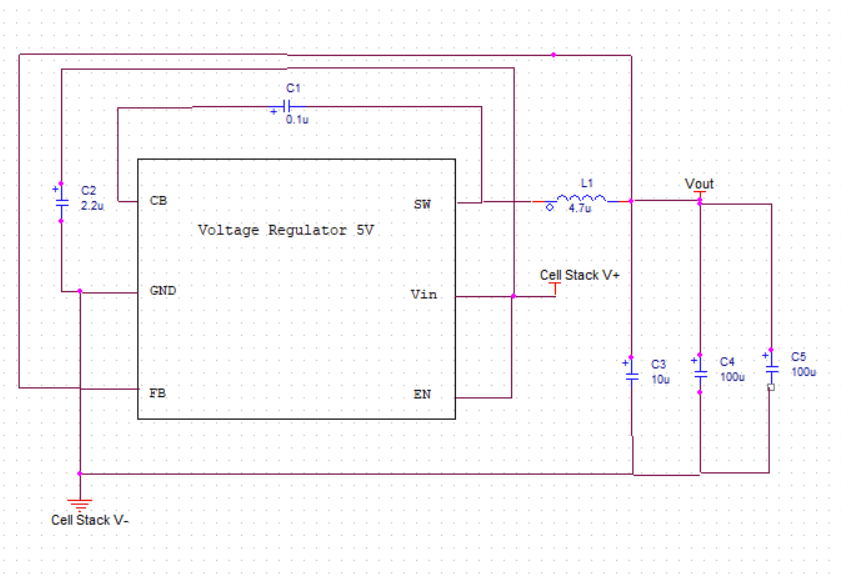 C1
0.1u
C2
2.2u
CB
SW
Voltage Regulator 5V
L1
4.7u
Vout
GND
Vin
Cell Stack V+
FB
EN
C3
10u
C4
100u
C5
100u
Cell Stack V-